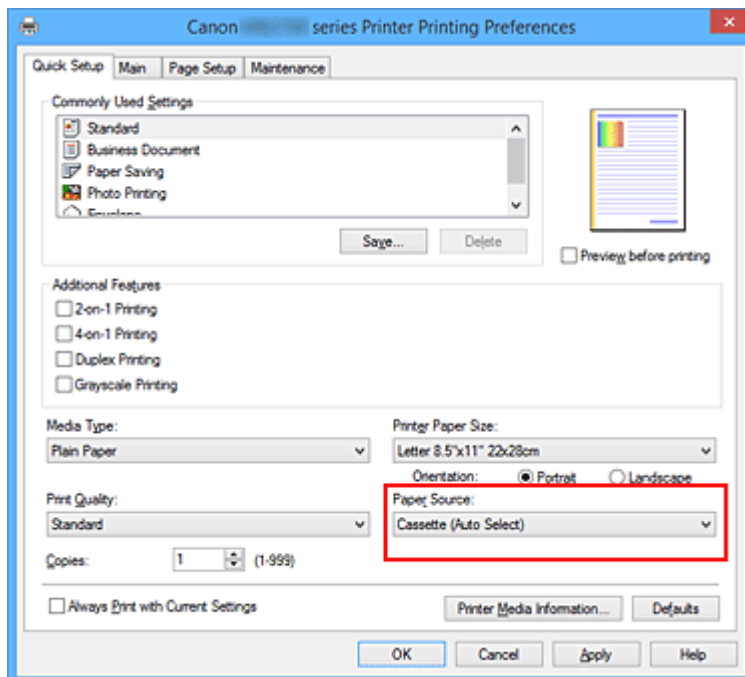 Canon series Printer Printing Preferences
Quick Setup Main Page Setup Maintenance
Commonly Used Settings
Standard
Business Document
Paper Saving
Photo Printing
Envelope
Save... Delete
Preview before printing
Additional Features
2-on-1 Printing
4-on-1 Printing
Duplex Printing
Grayscale Printing
Media Type: Printer Paper Size:
Plain Paper Letter 8.5"x11" 22x28cm
Orientation: Portrait Landscape
Print Quality: Paper Source:
Standard Cassette (Auto Select)
Copies: 1 (1-999)
Always Print with Current Settings Printer Media Information... Defaults
OK Cancel Apply Help